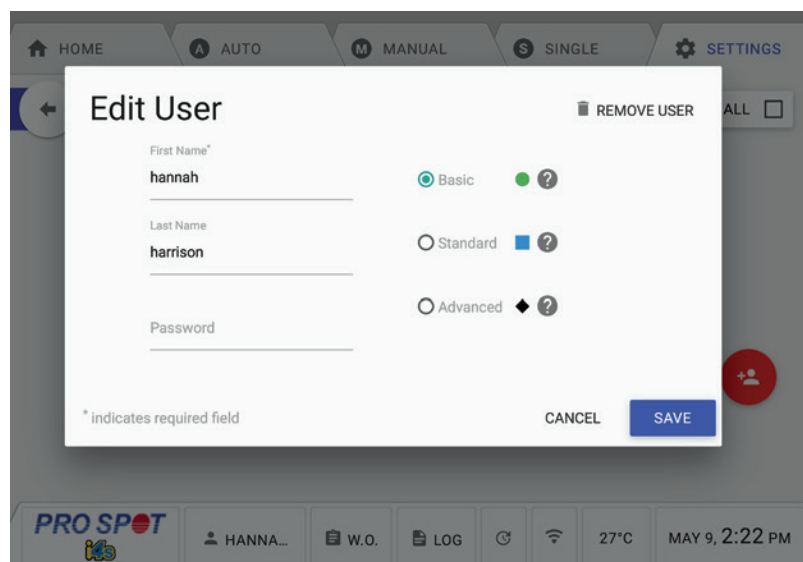 HOME A AUTO M MANUAL S SINGLE SETTINGS
Edit User REMOVE USER ALL
First Name*
hannah Basic ?
Last Name
harrison Standard ?
Advanced ?
Password
* indicates required field CANCEL SAVE
PRO SPOT
i4s
HANNA... W.O. LOG 27°C MAY 9, 2:22 PM